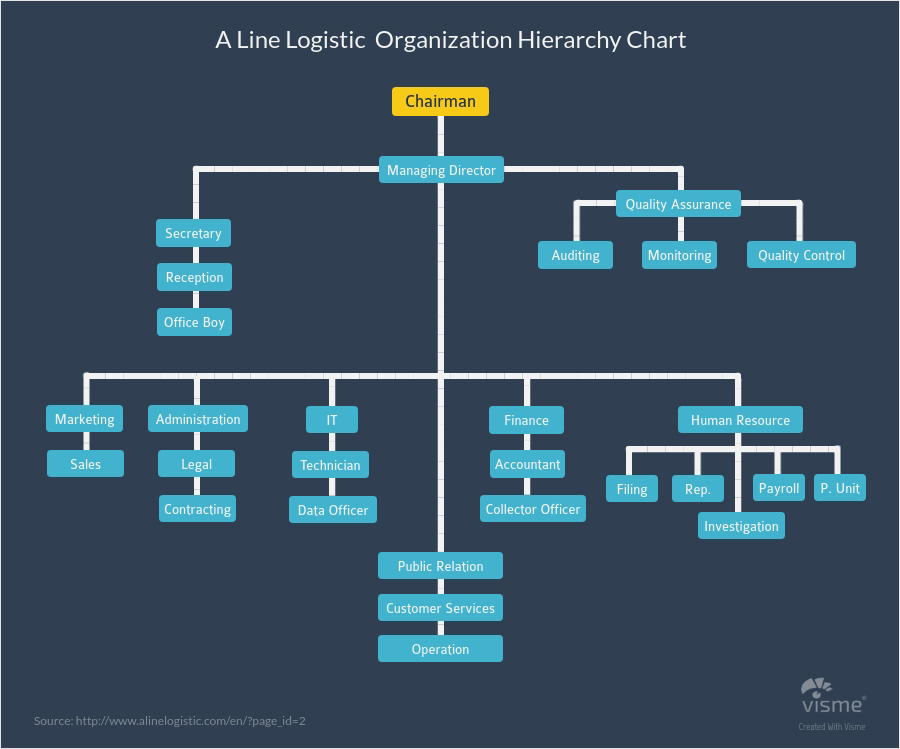 A Line Logistic Organization Hierarchy Chart
Chairman
Managing Director
Quality Assurance
Secretary
Auditing
Monitoring
Quality Control
Reception
Office Boy
Marketing
Administration
IT
Finance
Human Resource
Sales
Legal
Technician
Accountant
Filing
Rep.
Payroll
P. Unit
Contracting
Data Officer
Collector Officer
Investigation
Public Relation
Customer Services
Operation
visme®
Created With Visme
Source: http://www.alinelogistic.com/en/?page_id=2